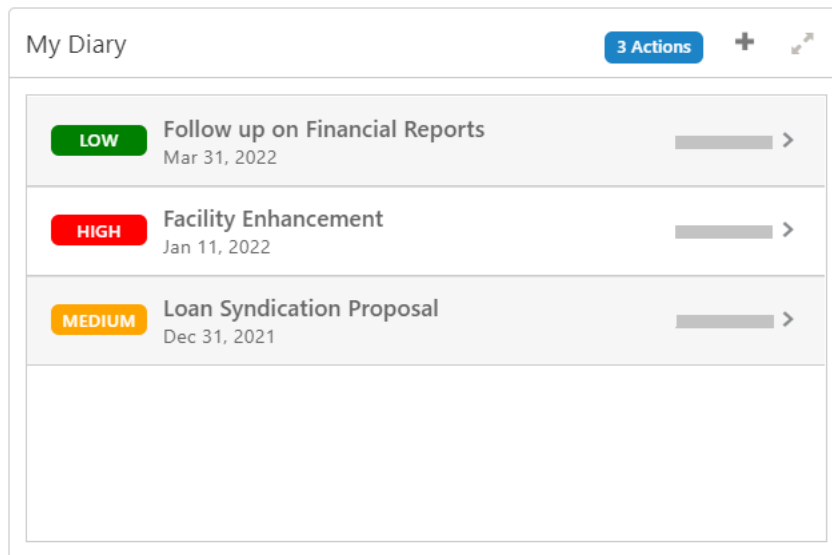 My Diary
3 Actions
LOW
Follow up on Financial Reports
Mar 31, 2022
HIGH
Facility Enhancement
Jan 11, 2022
MEDIUM
Loan Syndication Proposal
Dec 31, 2021